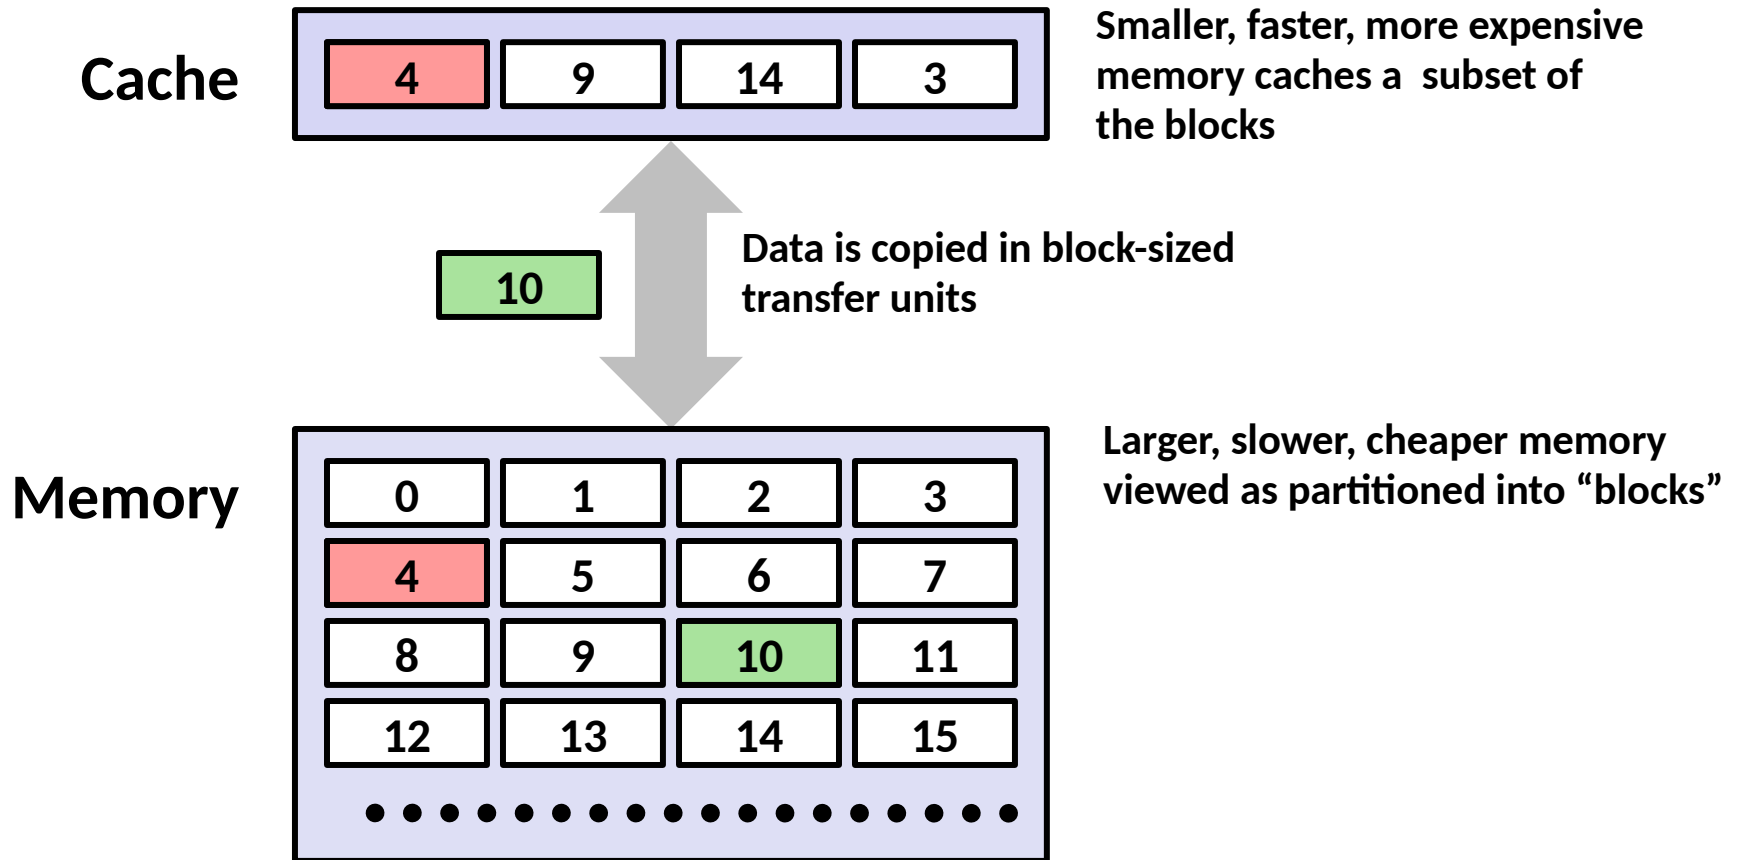 Cache
4 9 14 3
Smaller, faster, more expensive
memory caches a  subset of
the blocks
10
Data is copied in block-sized
transfer units
Memory
Larger, slower, cheaper memory
viewed as partitioned into “blocks”
0 1 2 3
4 5 6 7
8 9 10 11
12 13 14 15